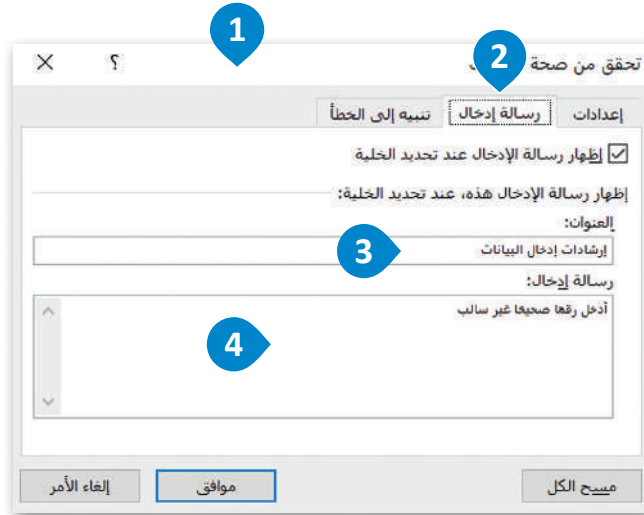 1
2
تحقق من صحة
؟
إعدادات رسالة إدخال تنبيه إلى الخطأ
إظهار رسالة الإدخال عند تحديد الخلية
إظهار رسالة الإدخال هذه، عند تحديد الخلية:
العنوان:
إرشادات إدخال البيانات
3
رسالة إدخال:
أدخل رقمًا صحيحًا غير سالب
4
مسح الكل موافق إلغاء الأمر